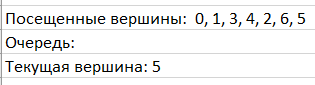 Посещенные вершины: 0, 1, 3, 4, 2, 6, 5
Очередь:
Текущая вершина: 5